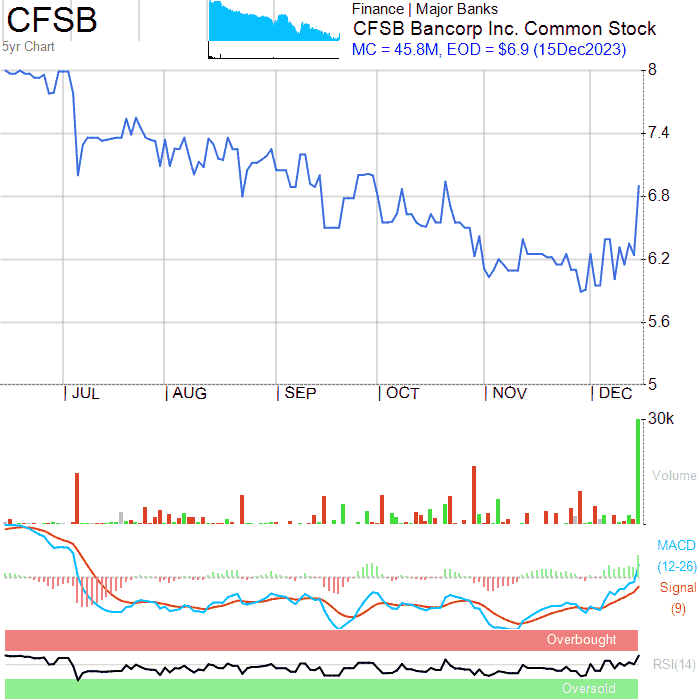 CFSB
5yr Chart
Finance | Major Banks
CFSB Bancorp Inc. Common Stock
MC = 45.8M, EOD = $6.9 (15Dec2023)
8
7.4
6.8
6.2
5.6
5
JUL AUG SEP OCT NOV DEC
30k
Volume
MACD
(12-26)
Signal
(9)
Overbought
RSI(14)
Oversold